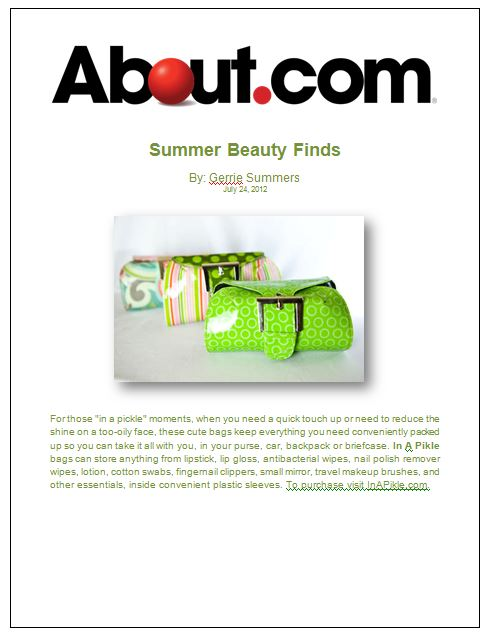 About.com
Summer Beauty Finds
By: Gerrie Summers
July 24, 2012
For those "in a pickle" moments, when you need a quick touch up or need to reduce the
shine on a too-oily face, these cute bags keep everything you need conveniently packed
up so you can take it all with you, in your purse, car, backpack or briefcase. In A Pikle
bags can store anything from lipstick, lip gloss, antibacterial wipes, nail polish remover
wipes, lotion, cotton swabs, fingernail clippers, small mirror, travel makeup brushes, and
other essentials, inside convenient plastic sleeves. To purchase visit InAPikle.com.